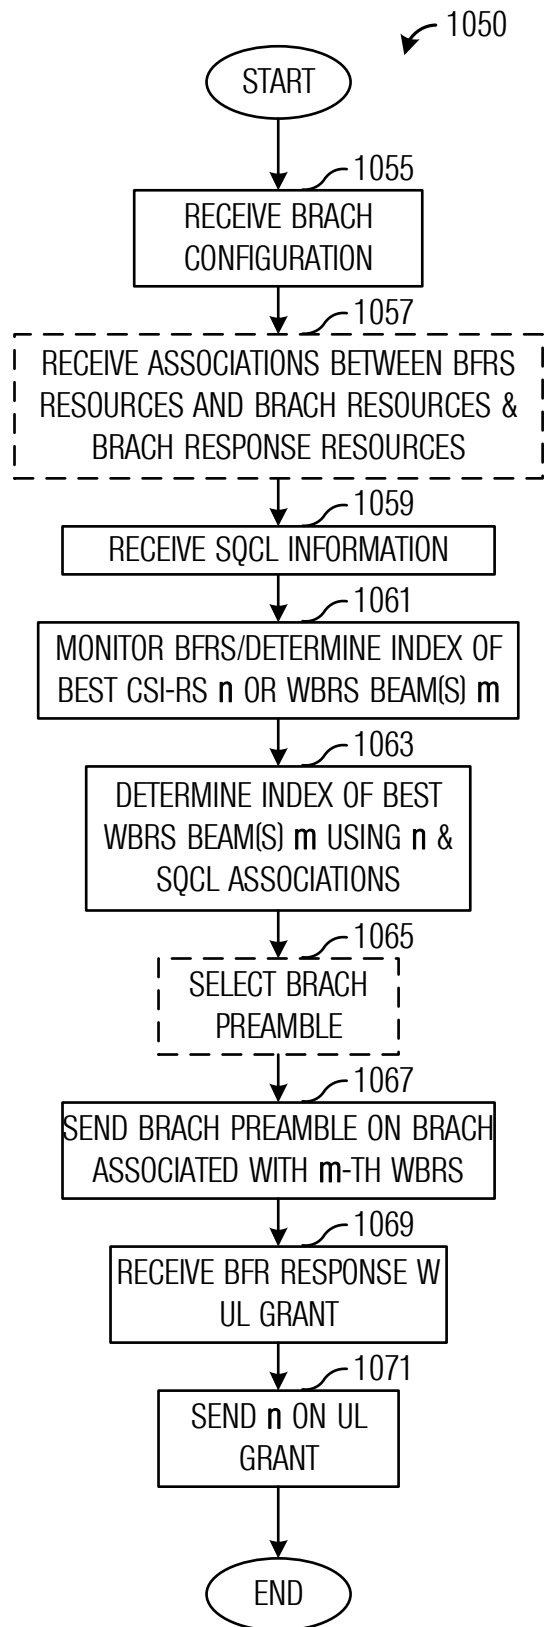 1050
START
1055
RECEIVE BRACH
CONFIGURATION
1057
RECEIVE ASSOCIATIONS BETWEEN BFRS
RESOURCES AND BRACH RESOURCES &
BRACH RESPONSE RESOURCES
1059
RECEIVE SQCL INFORMATION
1061
MONITOR BFRS/DETERMINE INDEX OF
BEST CSI-RS n OR WBRS BEAM(S) m
1063
DETERMINE INDEX OF BEST
WBRS BEAM(S) m USING n &
SQCL ASSOCIATIONS
1065
SELECT BRACH
PREAMBLE
1067
SEND BRACH PREAMBLE ON BRACH
ASSOCIATED WITH m-TH WBRS
1069
RECEIVE BFR RESPONSE W
UL GRANT
1071
SEND n ON UL
GRANT
END